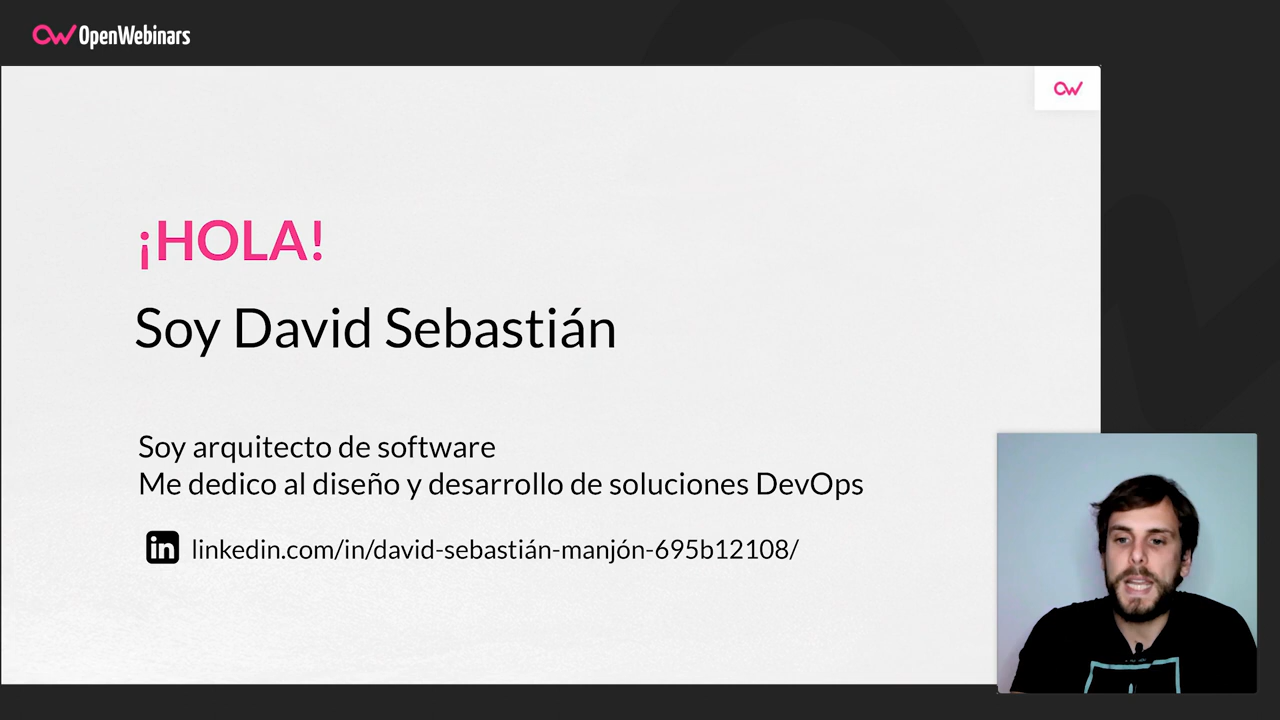 OpenWebinars
¡HOLA!
Soy David Sebastián
Soy arquitecto de software
Me dedico al diseño y desarrollo de soluciones DevOps
in linkedin.com/in/david-sebastián-manjón-695b12108/